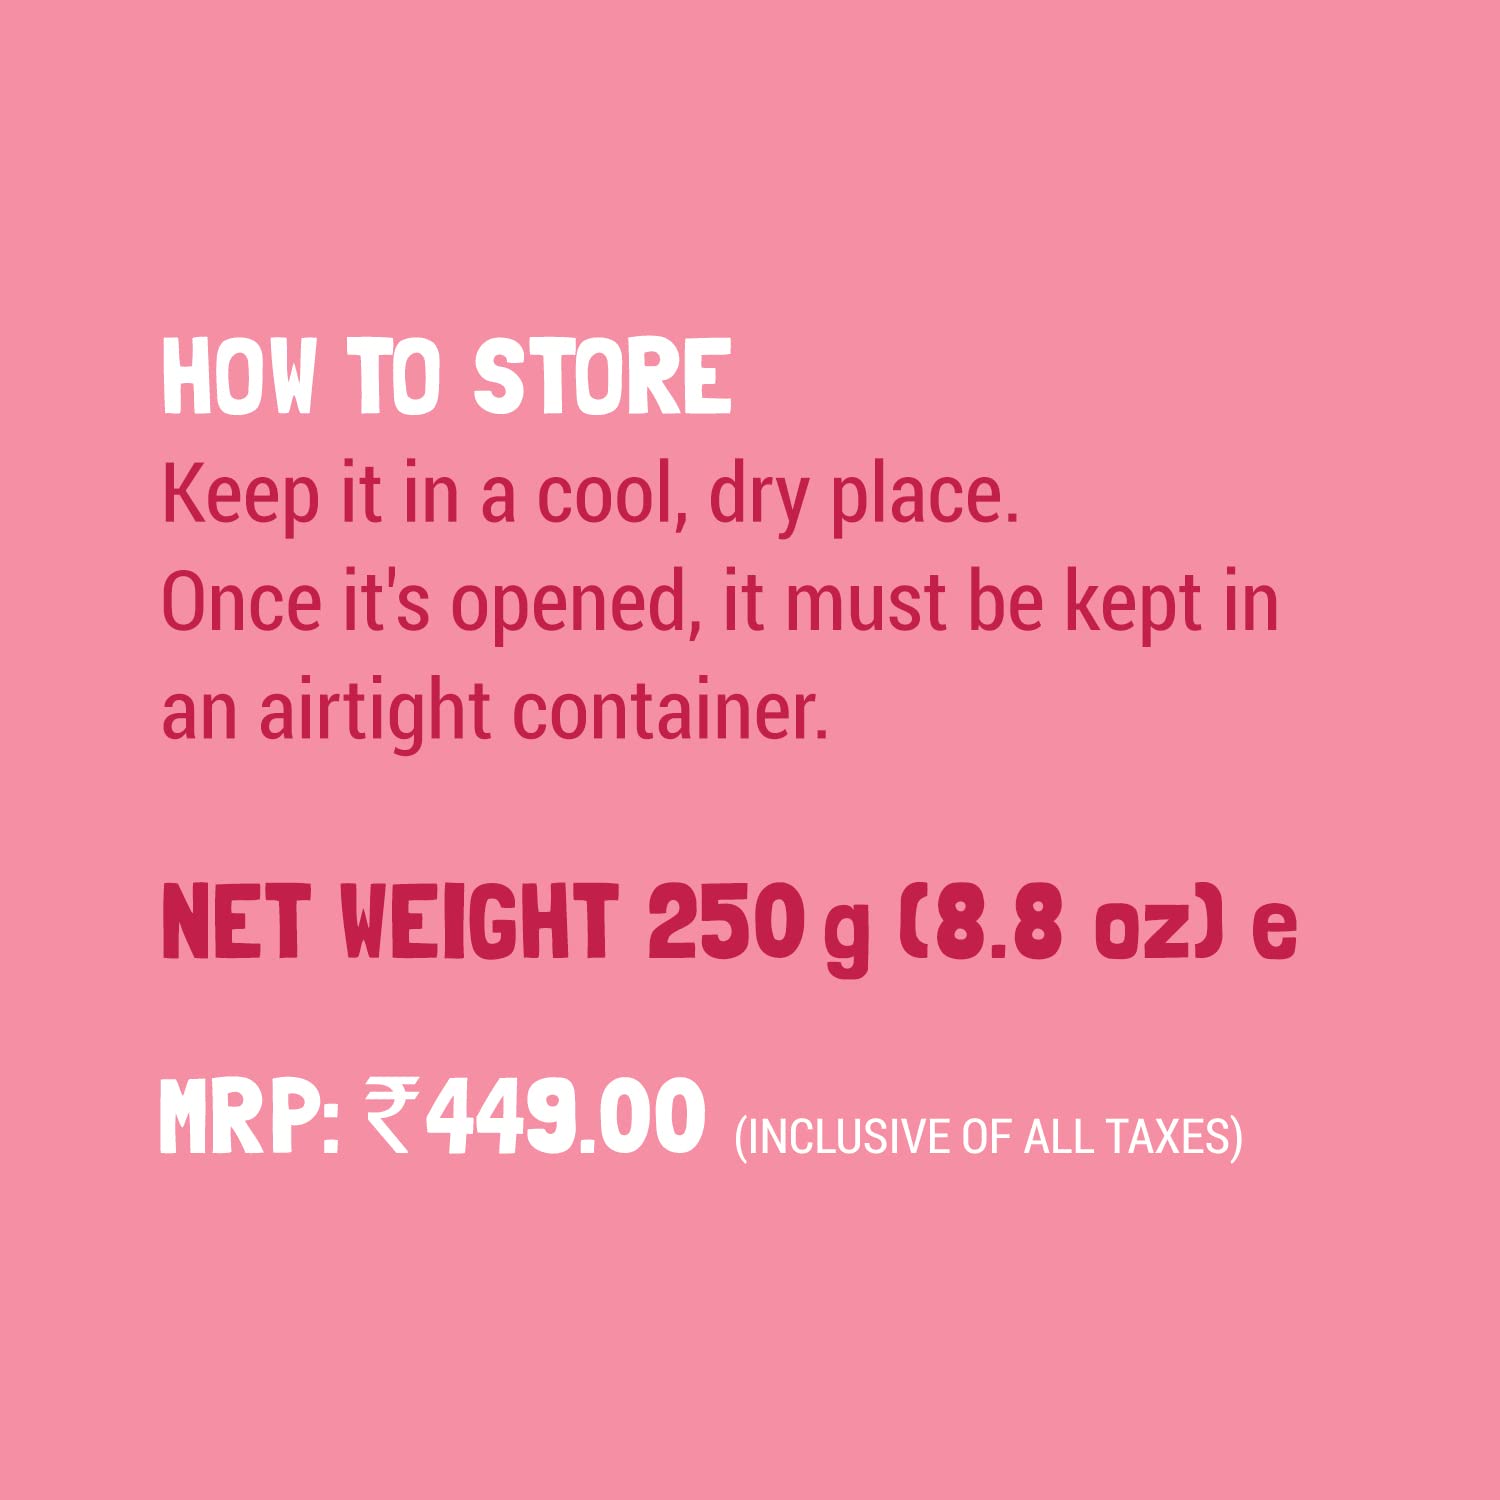 HOW TO STORE
Keep it in a cool, dry place.
Once it's opened, it must be kept in
an airtight container.
NET WEIGHT 250 g (8.8 oz) e
MRP: ₹449.00 (INCLUSIVE OF ALL TAXES)